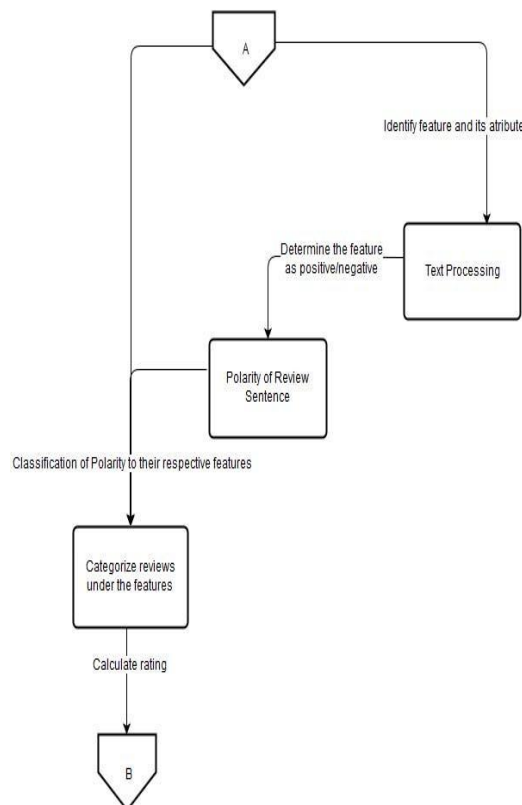 A
Identify feature and its atribute
Text Processing
Determine the feature
as positive/negative
Polarity of Review
Sentence
Classification of Polarity to their respective features
Categorize reviews
under the features
Calculate rating
B